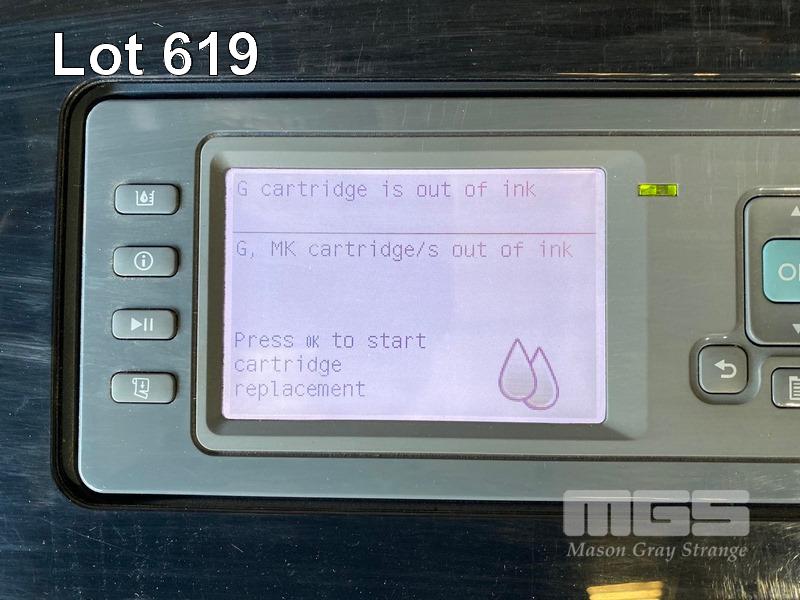 Lot 619
G cartridge is out of ink
G, MK cartridge/s out of ink
Press OK to start
cartridge
replacement
MGS
Mason Gray Strange